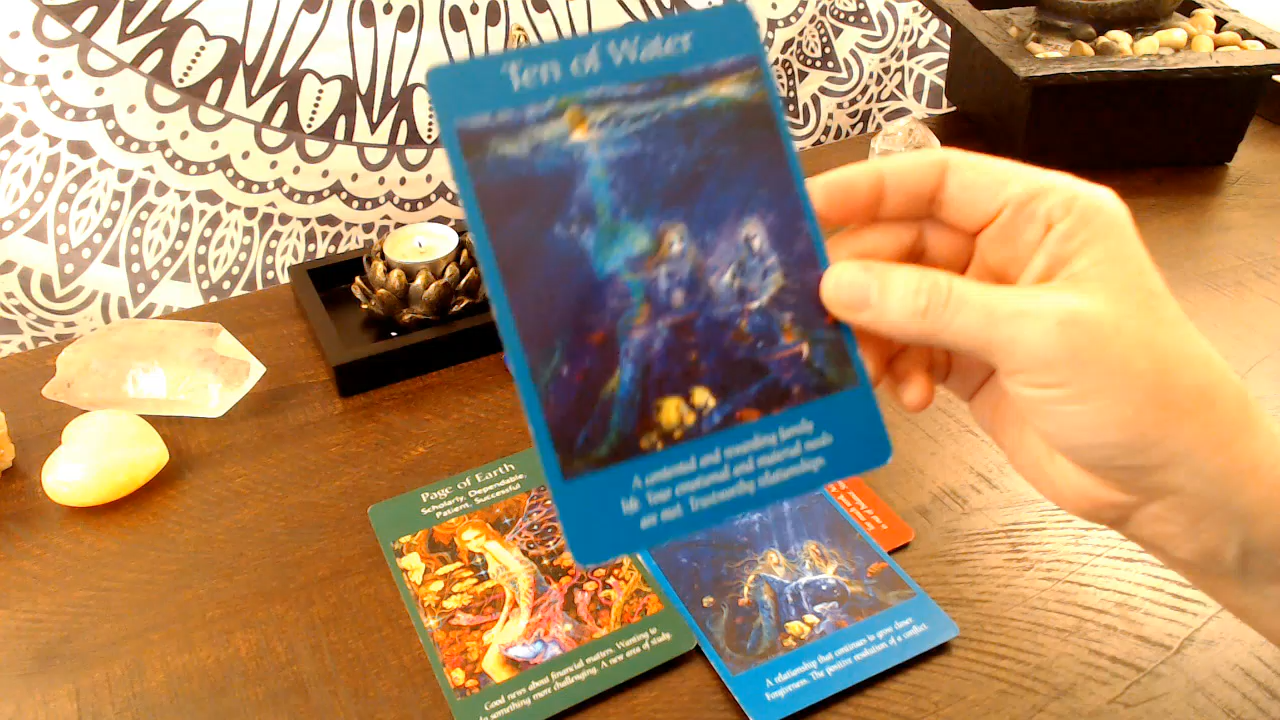 Ten of Water
A contented and rewarding family
life. Your emotional and material needs
are met. Trustworthy relationships.
Page of Earth
Scholarly, Dependable,
Patient, Successful
Good news about financial matters. Wanting to
do something more challenging. A new area of study.
A relationship that continues to grow closer.
Forgiveness. The positive resolution of a conflict.